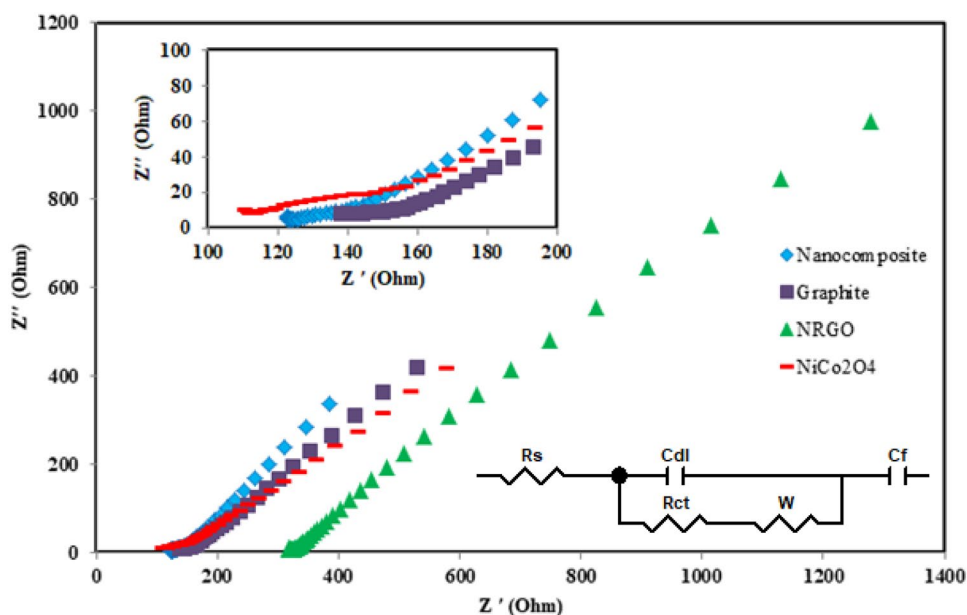 1200
1000
800
600
400
200
0
Z'' (Ohm)
0 200 400 600 800 1000 1200 1400
Z ′ (Ohm)
100
80
60
40
20
0
Z'' (Ohm)
100 120 140 160 180 200
Z ′ (Ohm)
Nanocomposite
Graphite
NRGO
NiCo2O4
Rs Cdl Cf
Rct W